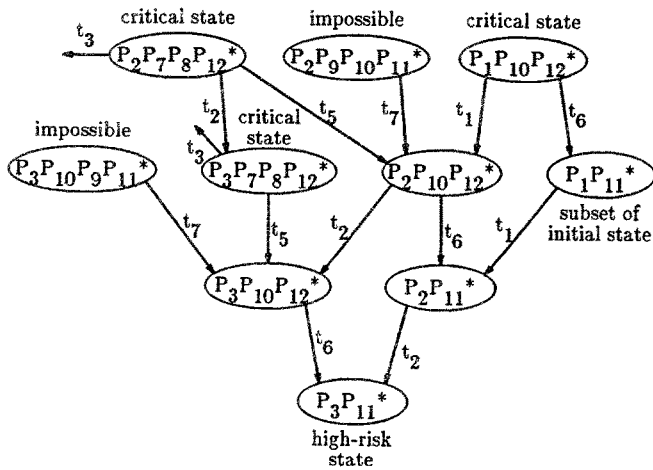 critical state
impossible
critical state
t3
P2P7P8P12*
P2P9P10P11*
P1P10P12*
t2
t5
t7
t1
t6
impossible
critical
state
t3
P3P10P9P11*
P3P7P8P12*
P2P10P12*
P1P11*
subset of
initial state
t7
t5
t2
t6
t1
P3P10P12*
P2P11*
t6
t2
P3P11*
high-risk
state